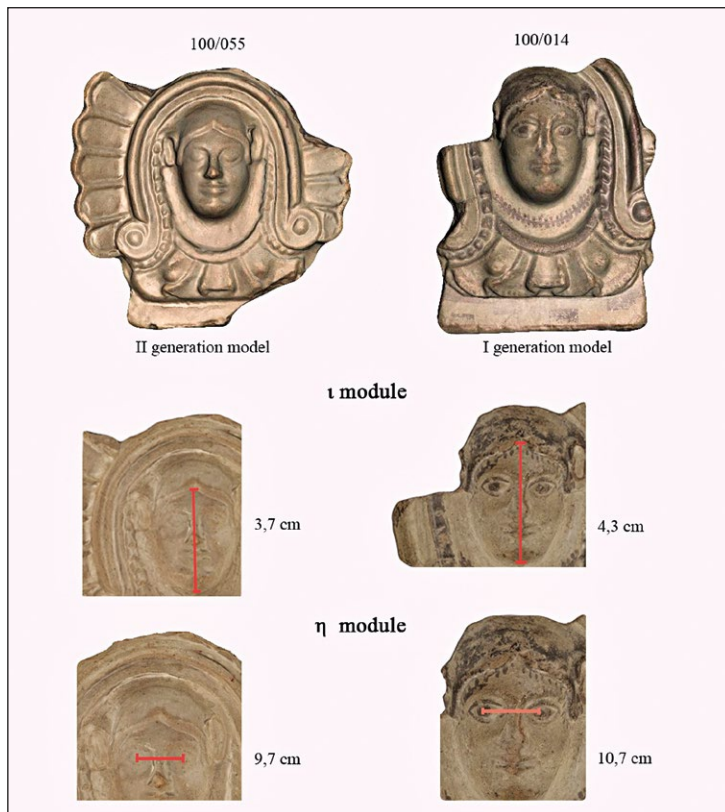 100/055
100/014
II generation model
I generation model
ι module
3,7 cm
4,3 cm
η module
9,7 cm
10,7 cm